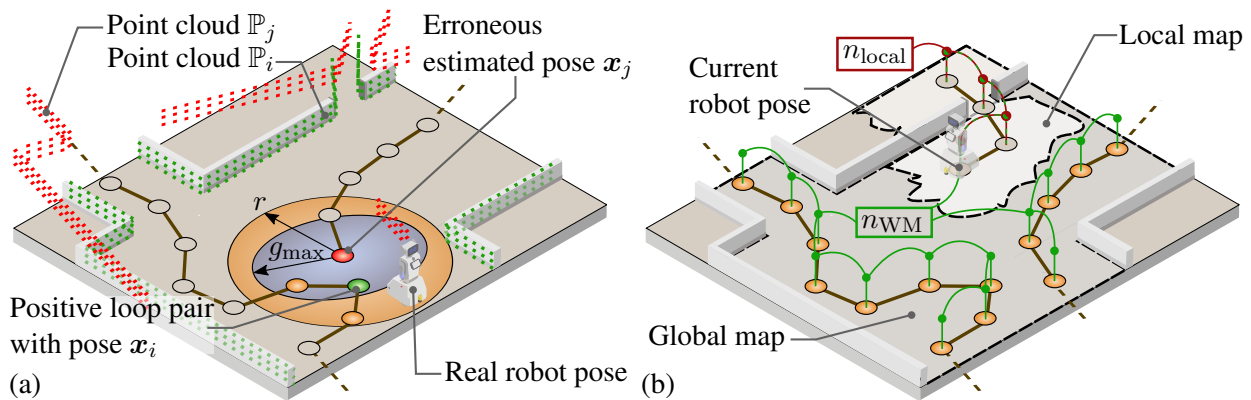 Point cloud ℙ_j
Point cloud ℙ_i
Erroneous
estimated pose 𝒙_j
r
g_max
Positive loop pair
with pose 𝒙_i
Real robot pose
(a)
n_local
Local map
Current
robot pose
n_WM
Global map
(b)